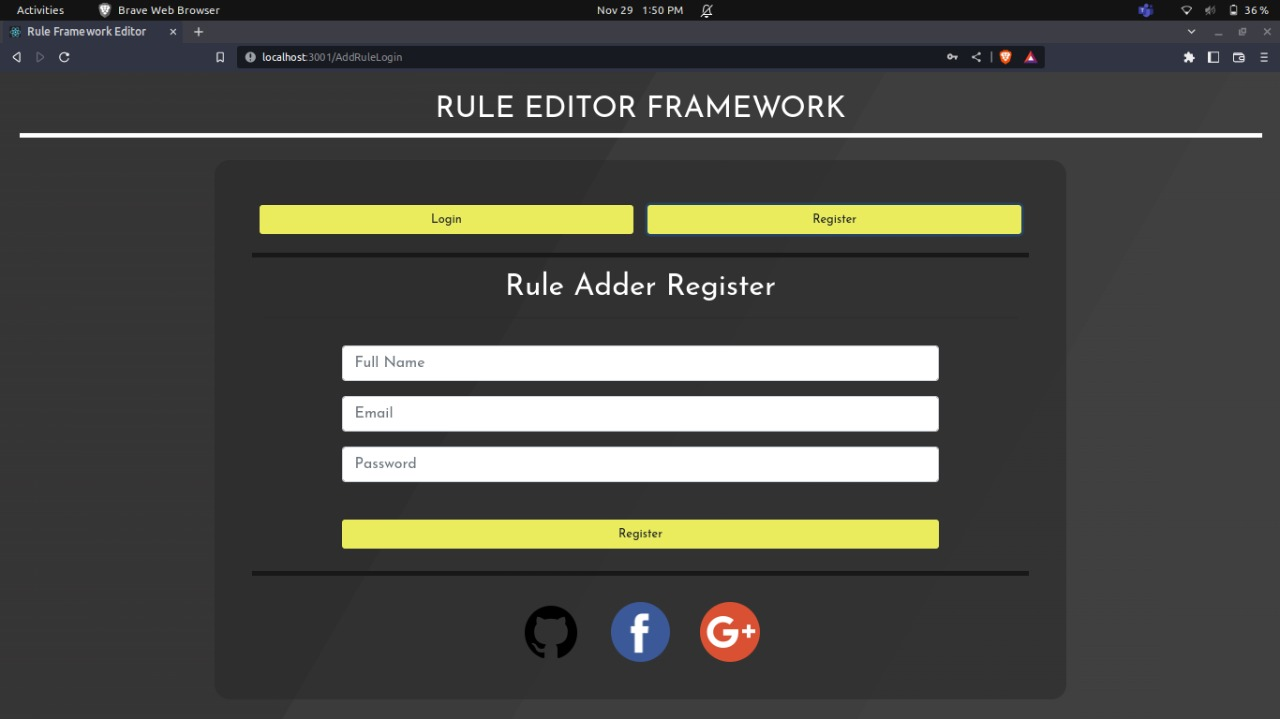 Activities Brave Web Browser Nov 29 1:50 PM 36 %
Rule Framework Editor
localhost:3001/AddRuleLogin
RULE EDITOR FRAMEWORK
Login Register
Rule Adder Register
Full Name
Email
Password
Register
f G+